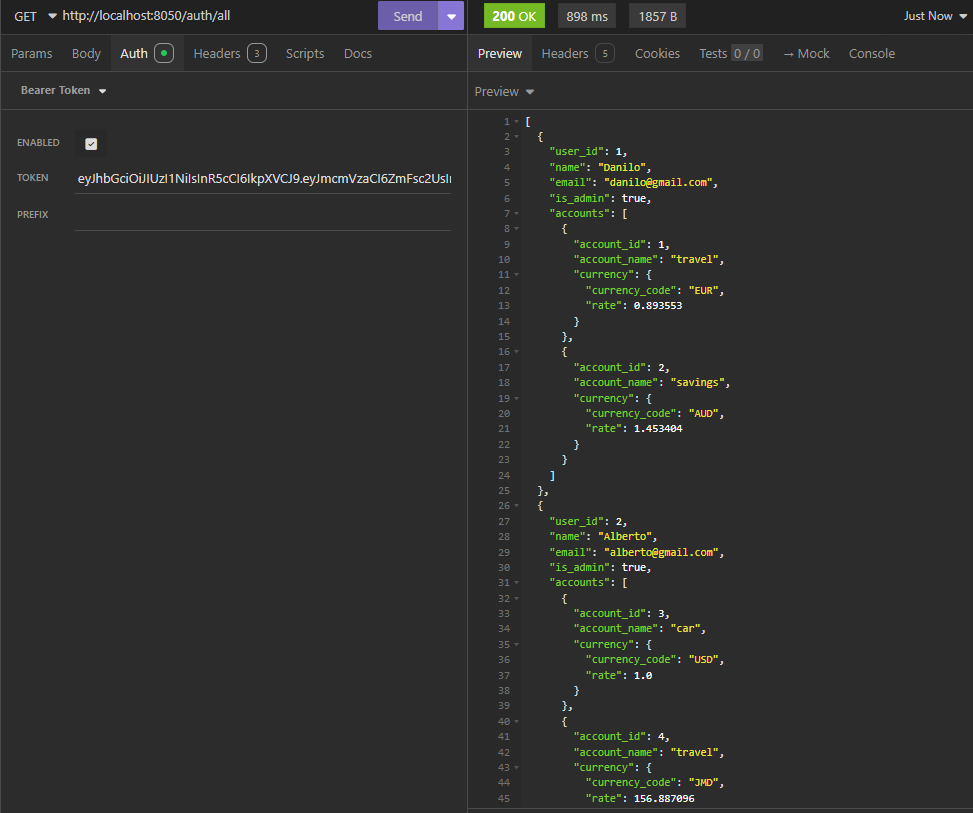 GET http://localhost:8050/auth/all Send 200 OK 898 ms 1857 B Just Now
Params Body Auth Headers 3 Scripts Docs Preview Headers 5 Cookies Tests 0 / 0 → Mock Console
Bearer Token
Preview
ENABLED
TOKEN
PREFIX
1 [
2 {
3 "user_id": 1,
4 "name": "Danilo",
5 "email": "danilo@gmail.com",
6 "is_admin": true,
7 "accounts": [
8 {
9 "account_id": 1,
10 "account_name": "travel",
11 "currency": {
12 "currency_code": "EUR",
13 "rate": 0.893553
14 }
15 },
16 {
17 "account_id": 2,
18 "account_name": "savings",
19 "currency": {
20 "currency_code": "AUD",
21 "rate": 1.453404
22 }
23 }
24 ]
25 },
26 {
27 "user_id": 2,
28 "name": "Alberto",
29 "email": "alberto@gmail.com",
30 "is_admin": true,
31 "accounts": [
32 {
33 "account_id": 3,
34 "account_name": "car",
35 "currency": {
36 "currency_code": "USD",
37 "rate": 1.0
38 }
39 },
40 {
41 "account_id": 4,
42 "account_name": "travel",
43 "currency": {
44 "currency_code": "JMD",
45 "rate": 156.887096